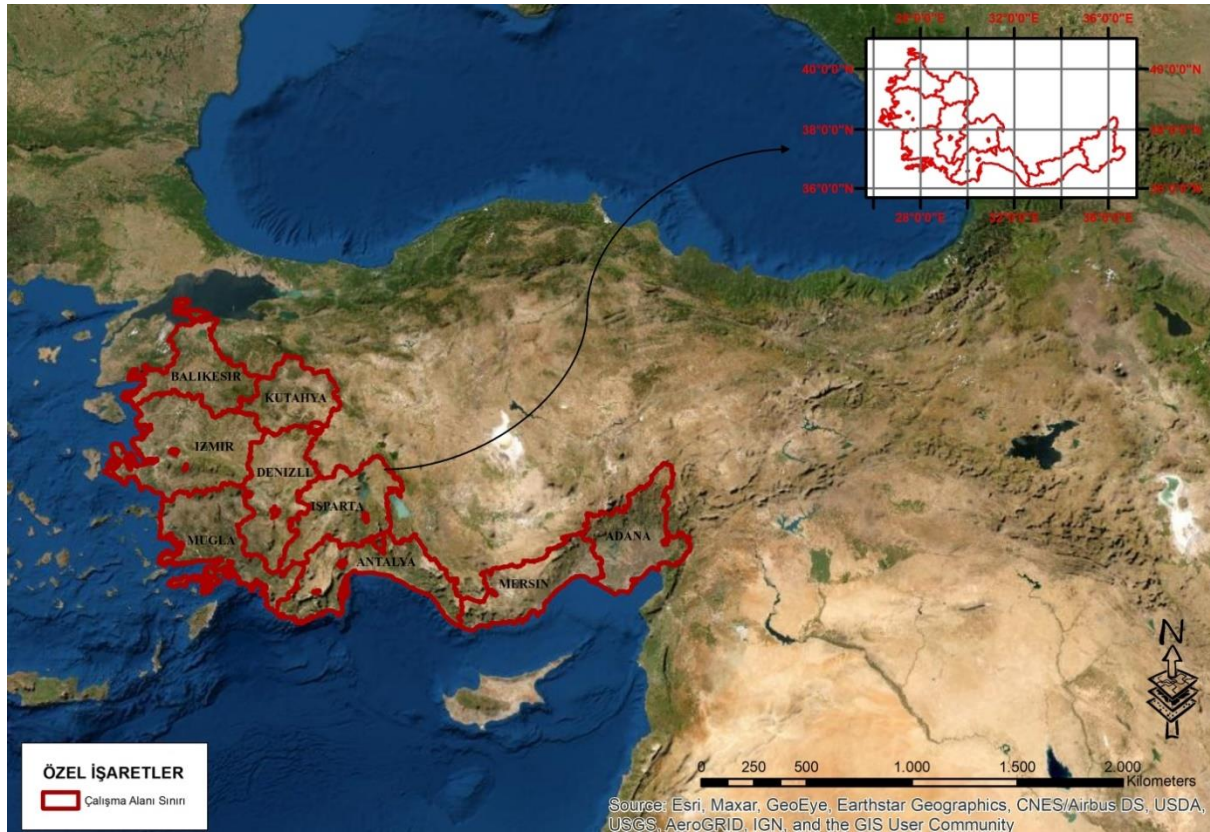 28°0'0"E 32°0'0"E 36°0'0"E
40°0'0"N 40°0'0"N
38°0'0"N 38°0'0"N
36°0'0"N 36°0'0"N
28°0'0"E 32°0'0"E 36°0'0"E
BALIKESIR
KUTAHYA
IZMIR
DENIZLI
ISPARTA
MUGLA
ANTALYA
MERSIN
ADANA
N
ÖZEL İŞARETLER
Çalışma Alanı Sınırı
0 250 500 1.000 1.500 2.000
Kilometers
Source: Esri, Maxar, GeoEye, Earthstar Geographics, CNES/Airbus DS, USDA,
USGS, AeroGRID, IGN, and the GIS User Community